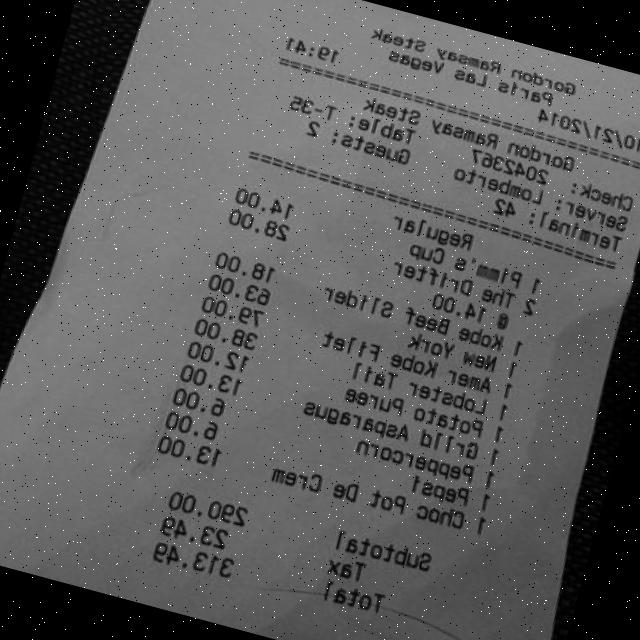 Gordon Ramsay Steak
Paris Las Vegas
10/21/2014 19:41
Gordon Ramsay Steak
Check: 2042367 Table: T-35
Server: Lomberto Guests: 2
Terminal: 42
Regular
1 Pimm's Cup 14.00
2 The Drifter 28.00
@ 14.00
1 Kobe Beef Slider 18.00
1 New York 63.00
1 Amer Kobe Filet 79.00
1 Lobster Tail 38.00
1 Potato Puree 12.00
1 Grild Asparagus 13.00
1 Peppercorn 6.00
1 Pepsi 6.00
1 Choc Pot De Crem 13.00
Subtotal 290.00
Tax 23.49
Total 313.49